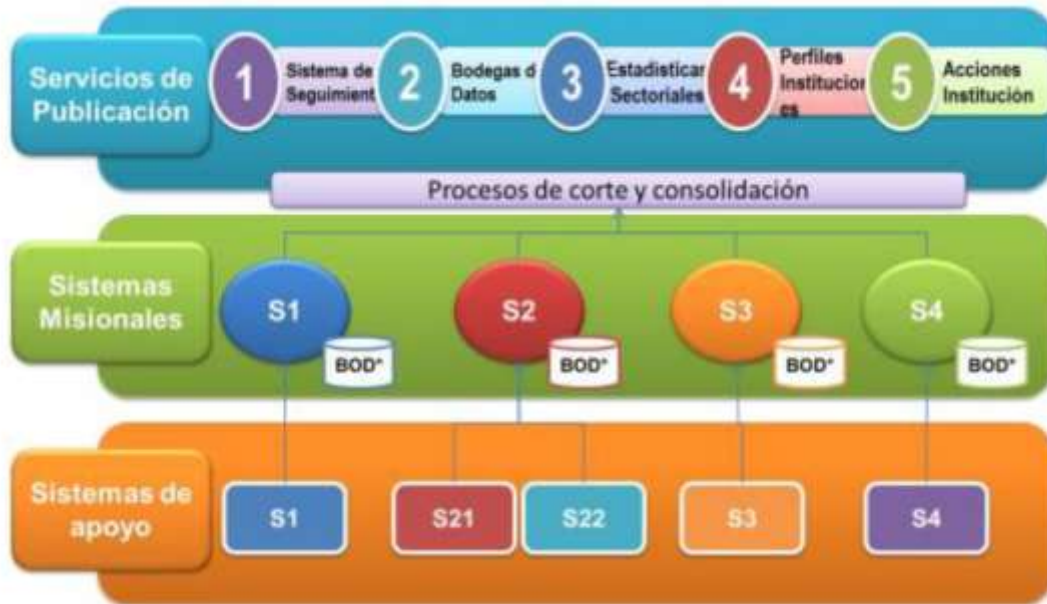 Servicios de
Publicación
1
Sistema de
Seguimient
2
Bodegas d
Datos
3
Estadisticar
Sectoriales
4
Perfiles
Institucion
es
5
Acciones
Institución
Procesos de corte y consolidación
Sistemas
Misionales
S1
BOD*
S2
BOD*
S3
BOD*
S4
BOD*
Sistemas de
apoyo
S1
S21
S22
S3
S4